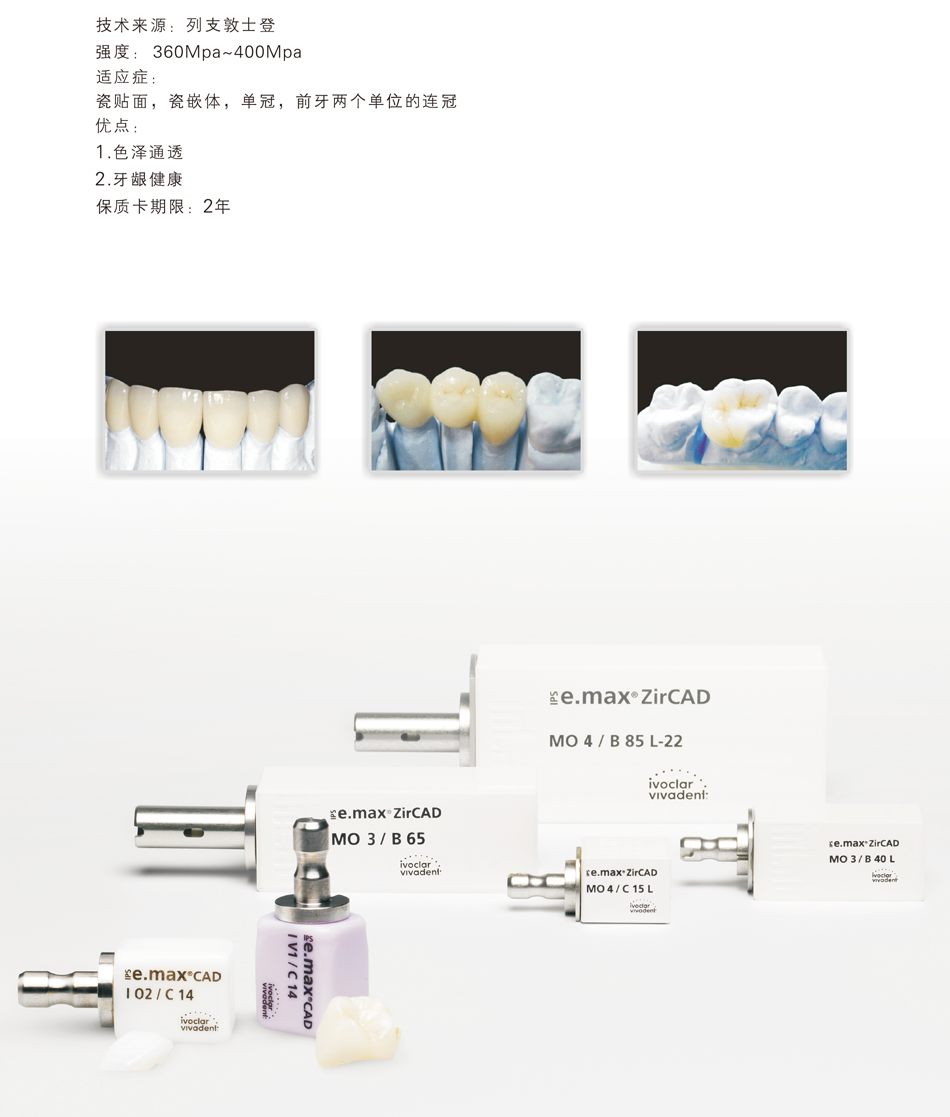 技术来源：列支敦士登
强度： 360Mpa~400Mpa
适应症：
瓷贴面，瓷嵌体，单冠，前牙两个单位的连冠
优点：
1.色泽通透
2.牙龈健康
保质卡期限：2年
IPS e.max® ZirCAD
MO 4 / B 85 L-22
ivoclar
vivadent
IPS e.max® ZirCAD
MO 3 / B 65
ivoclar
vivadent
IPS e.max® ZirCAD
MO 3 / B 40 L
ivoclar
vivadent
IPS e.max® ZirCAD
MO 4 / C 15 L
ivoclar
vivadent
IPS e.max® CAD
I V1 / C 14
ivoclar
vivadent
IPS e.max® CAD
I O2 / C 14
ivoclar
vivadent